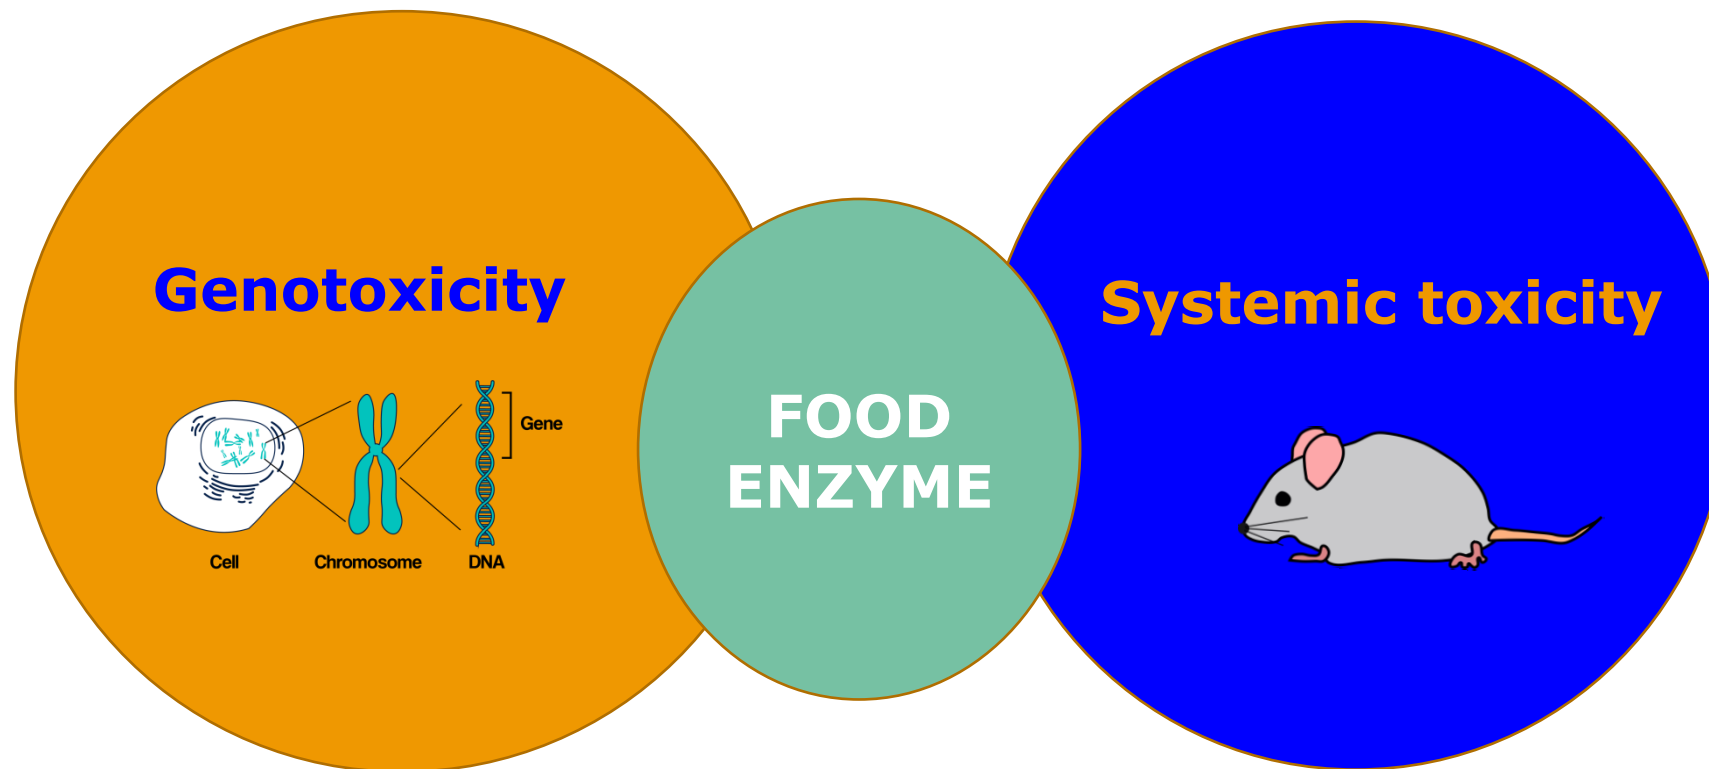 Genotoxicity
Gene
Cell
Chromosome
DNA
FOOD
ENZYME
Systemic toxicity